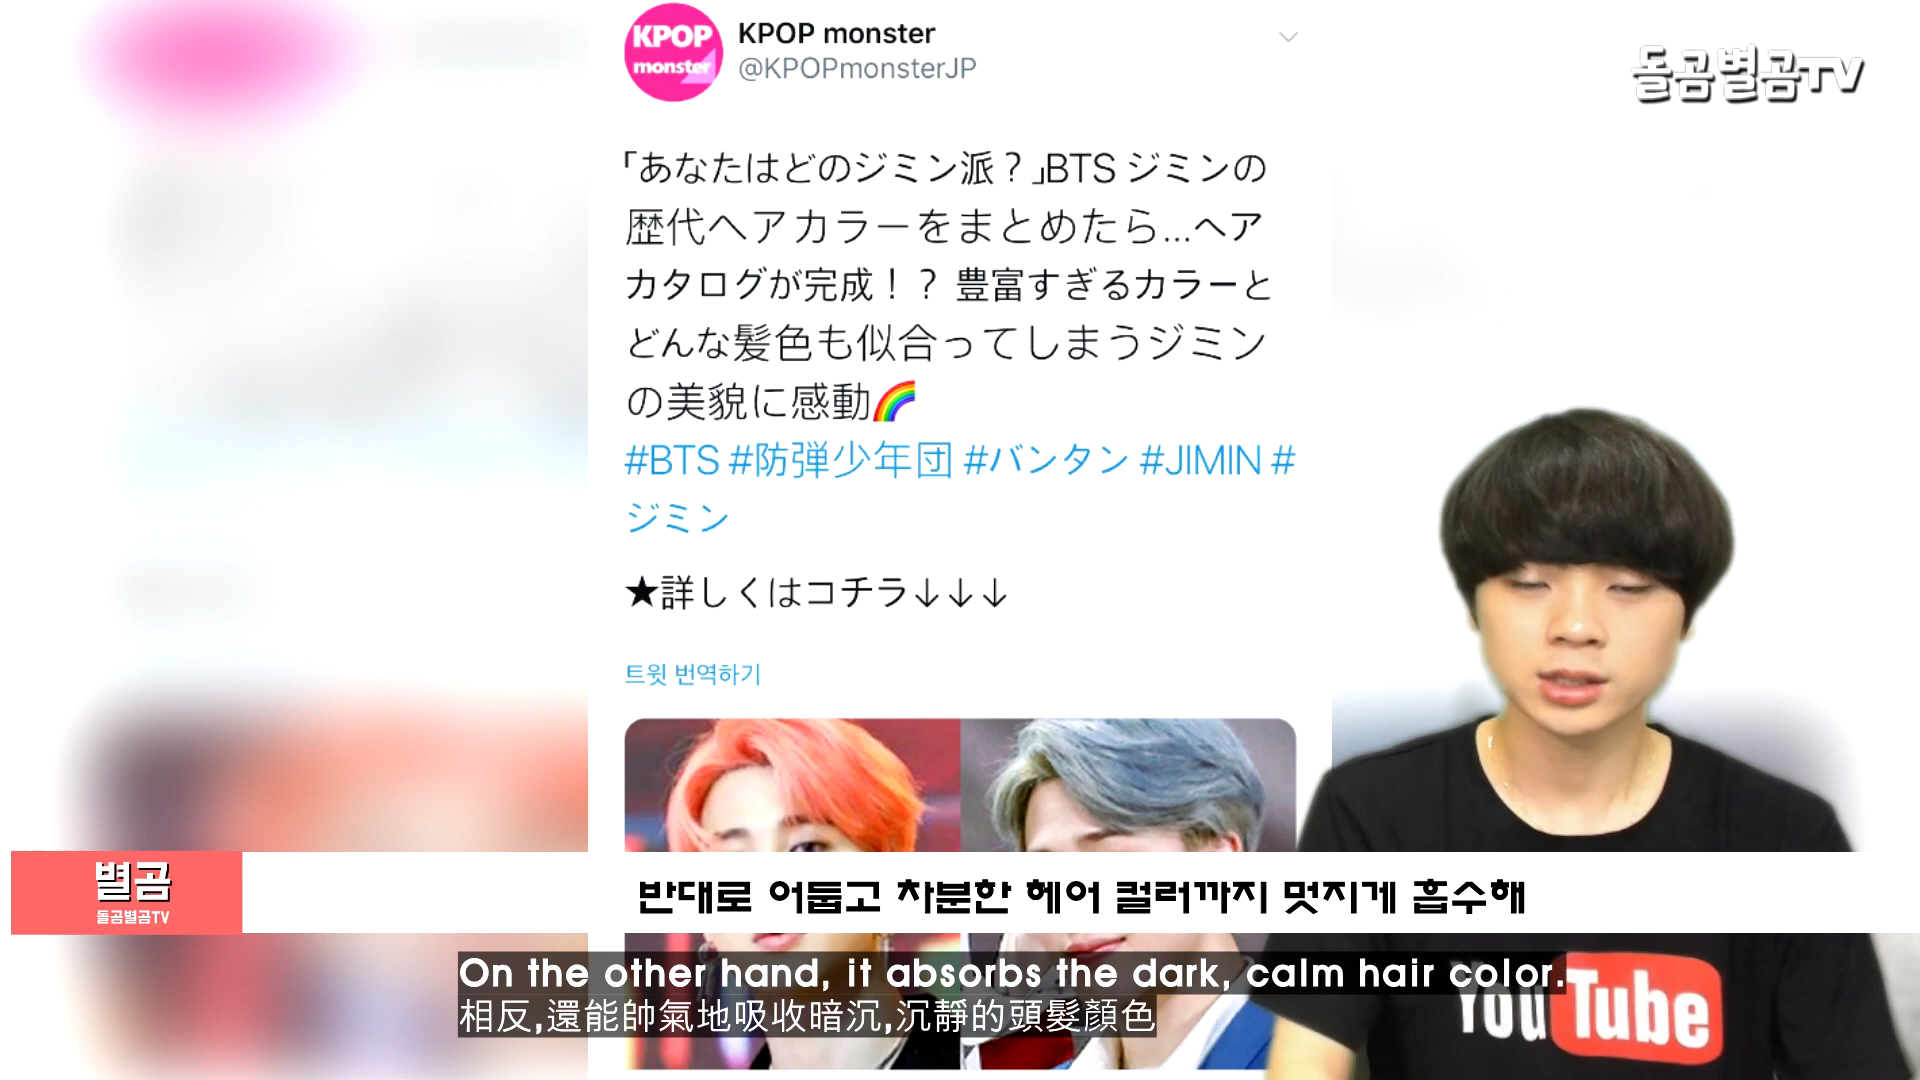 KPOP
monster
KPOP monster
@KPOPmonsterJP
돌곰별곰TV
「あなたはどのジミン派？」BTS ジミンの
歴代ヘアカラーをまとめたら...ヘア
カタログが完成！？ 豊富すぎるカラーと
どんな髪色も似合ってしまうジミン
の美貌に感動🌈
#BTS #防弾少年団 #バンタン #JIMIN #
ジミン
★詳しくはコチラ↓↓↓
트윗 번역하기
별곰
돌곰별곰TV
반대로 어둡고 차분한 헤어 컬러까지 멋지게 흡수해
On the other hand, it absorbs the dark, calm hair color.
相反,還能帥氣地吸收暗沉,沉靜的頭髮顏色
YouTube